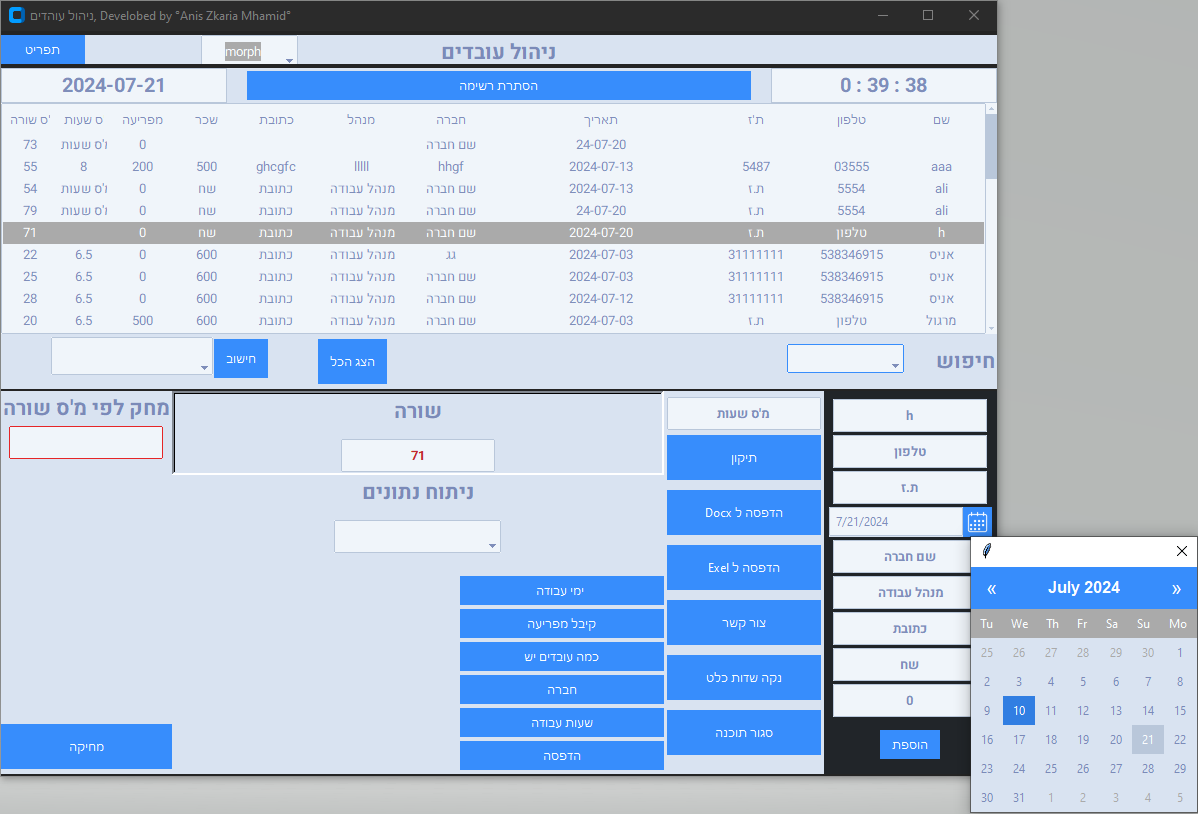 ניהול עוהדים, Develobed by "Anis Zkaria Mhamid"
תפריט
morph
ניהול עובדים
2024-07-21
הסתרת רשימה
0 : 39 : 38
ס שורה' ס שעות מפריעה שכר כתובת מנהל חברה תאריך ת'ז טלפון שם
73 מ'ס שעות 0 שם חברה 24-07-20
55 8 200 500 ghcgfc lllll hhgf 2024-07-13 5487 03555 aaa
54 מ'ס שעות 0 שח כתובת מנהל עבודה שם חברה 2024-07-13 ת.ז 5554 ali
79 מ'ס שעות 0 שח כתובת מנהל עבודה שם חברה 24-07-20 ת.ז 5554 ali
71 0 שח כתובת מנהל עבודה שם חברה 2024-07-20 ת.ז טלפון h
22 6.5 0 600 כתובת מנהל עבודה גג 2024-07-03 31111111 538346915 אניס
25 6.5 0 600 כתובת מנהל עבודה שם חברה 2024-07-03 31111111 538346915 אניס
28 6.5 0 600 כתובת מנהל עבודה שם חברה 2024-07-12 31111111 538346915 אניס
20 6.5 500 600 כתובת מנהל עבודה שם חברה 2024-07-03 ת.ז טלפון מרגול
חישוב
הצג הכל
חיפוש
מחק לפי מ'ס שורה
שורה
71
ניתוח נתונים
ימי עבודה
קיבל מפריעה
כמה עובדים יש
חברה
שעות עבודה
הדפסה
מחיקה
מ'ס שעות
תיקון
הדפסה ל Docx
הדפסה ל Exel
צור קשר
נקה שדות כלט
סגור תוכנה
h
טלפון
ת.ז
7/21/2024
שם חברה
מנהל עבודה
כתובת
שח
0
הוספת
« July 2024 »
Tu We Th Fr Sa Su Mo
25 26 27 28 29 30 1
2 3 4 5 6 7 8
9 10 11 12 13 14 15
16 17 18 19 20 21 22
23 24 25 26 27 28 29
30 31 1 2 3 4 5